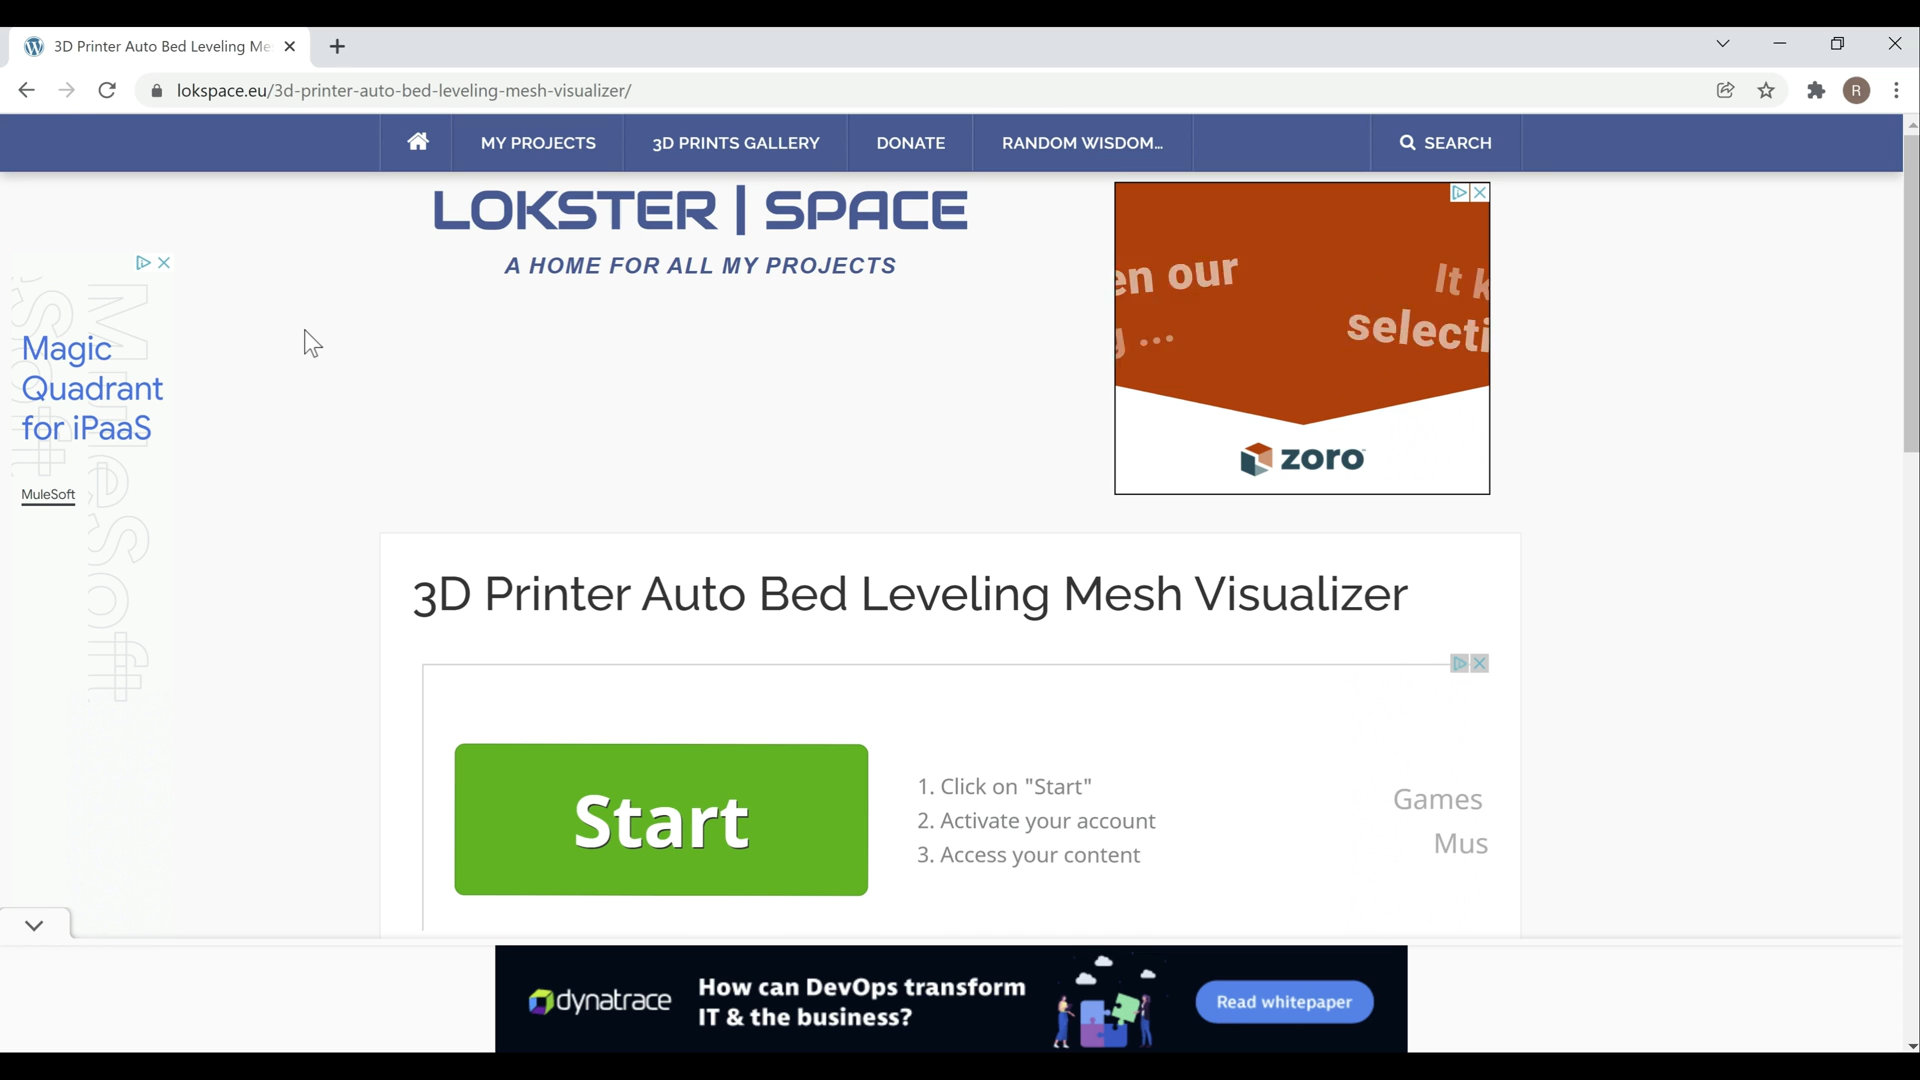 3D Printer Auto Bed Leveling Me
lokspace.eu/3d-printer-auto-bed-leveling-mesh-visualizer/
R
MY PROJECTS
3D PRINTS GALLERY
DONATE
RANDOM WISDOM...
SEARCH
LOKSTER | SPACE
A HOME FOR ALL MY PROJECTS
en our
It k
selecti
...
zoro
Magic
Quadrant
for iPaaS
MuleSoft
MuleSoft
3D Printer Auto Bed Leveling Mesh Visualizer
Start
1. Click on "Start"
2. Activate your account
3. Access your content
Games
Mus
dynatrace
How can DevOps transform
IT & the business?
Read whitepaper